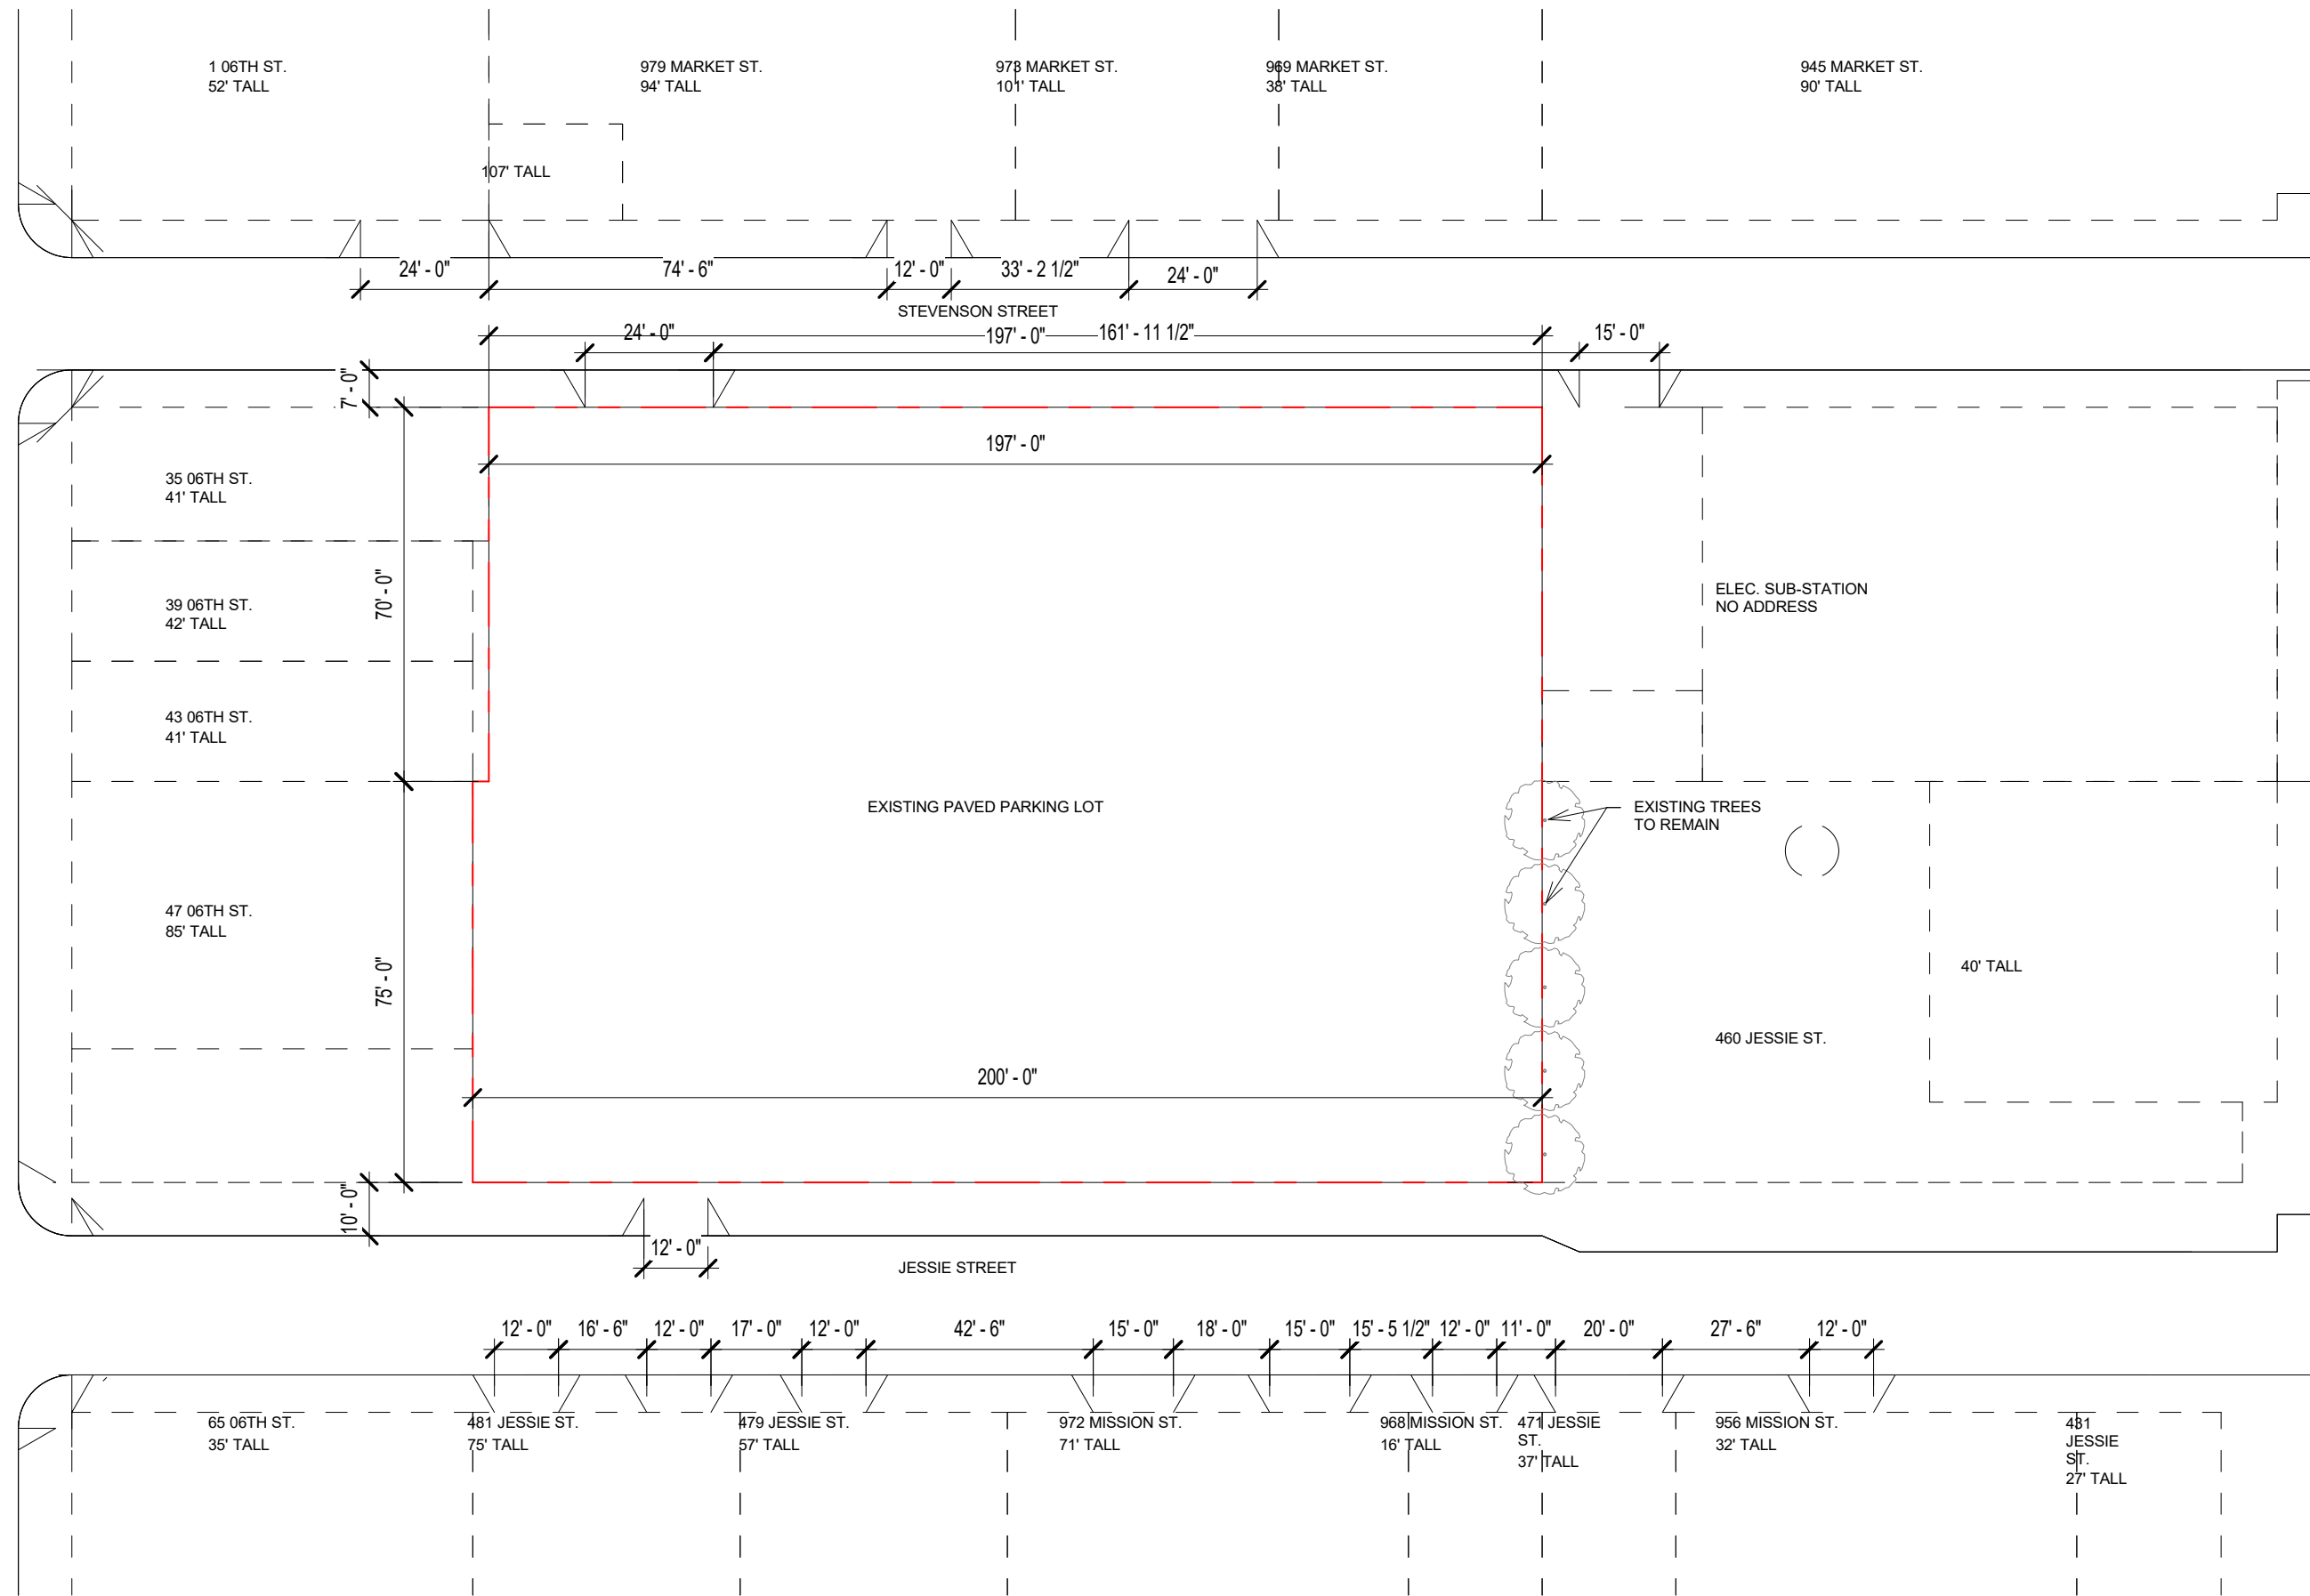 1 06TH ST.
52' TALL
979 MARKET ST.
94' TALL
973 MARKET ST.
101' TALL
969 MARKET ST.
38' TALL
945 MARKET ST.
90' TALL
107' TALL
24' - 0"
74' - 6"
12' - 0"
33' - 2 1/2"
24' - 0"
STEVENSON STREET
24' - 0"
197' - 0"
161' - 11 1/2"
15' - 0"
7' - 0"
197' - 0"
35 06TH ST.
41' TALL
70' - 0"
39 06TH ST.
42' TALL
ELEC. SUB-STATION
NO ADDRESS
43 06TH ST.
41' TALL
EXISTING PAVED PARKING LOT
EXISTING TREES
TO REMAIN
47 06TH ST.
85' TALL
75' - 0"
40' TALL
460 JESSIE ST.
200' - 0"
10' - 0"
12' - 0"
JESSIE STREET
12' - 0"
16' - 6"
12' - 0"
17' - 0"
12' - 0"
42' - 6"
15' - 0"
18' - 0"
15' - 0"
15' - 5 1/2"
12' - 0"
11' - 0"
20' - 0"
27' - 6"
12' - 0"
65 06TH ST.
35' TALL
481 JESSIE ST.
75' TALL
479 JESSIE ST.
57' TALL
972 MISSION ST.
71' TALL
968 MISSION ST.
16' TALL
471 JESSIE
ST.
37' TALL
956 MISSION ST.
32' TALL
431
JESSIE
ST.
27' TALL